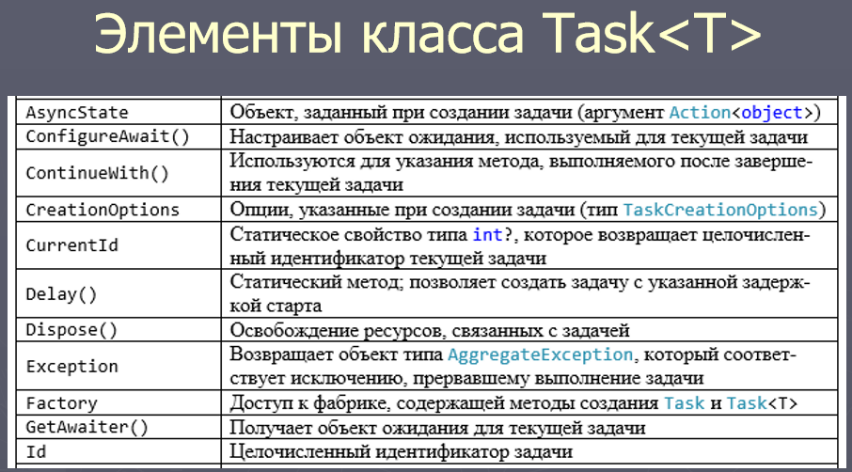 Элементы класса Task<T>
AsyncState Объект, заданный при создании задачи (аргумент Action<object>)
ConfigureAwait() Настраивает объект ожидания, используемый для текущей задачи
ContinueWith() Используются для указания метода, выполняемого после заверше-
ния текущей задачи
CreationOptions Опции, указанные при создании задачи (тип TaskCreationOptions)
CurrentId Статическое свойство типа int?, которое возвращает целочислен-
ный идентификатор текущей задачи
Delay() Статический метод; позволяет создать задачу с указанной задерж-
кой старта
Dispose() Освобождение ресурсов, связанных с задачей
Exception Возвращает объект типа AggregateException, который соответ-
ствует исключению, прервавшему выполнение задачи
Factory Доступ к фабрике, содержащей методы создания Task и Task<T>
GetAwaiter() Получает объект ожидания для текущей задачи
Id Целочисленный идентификатор задачи